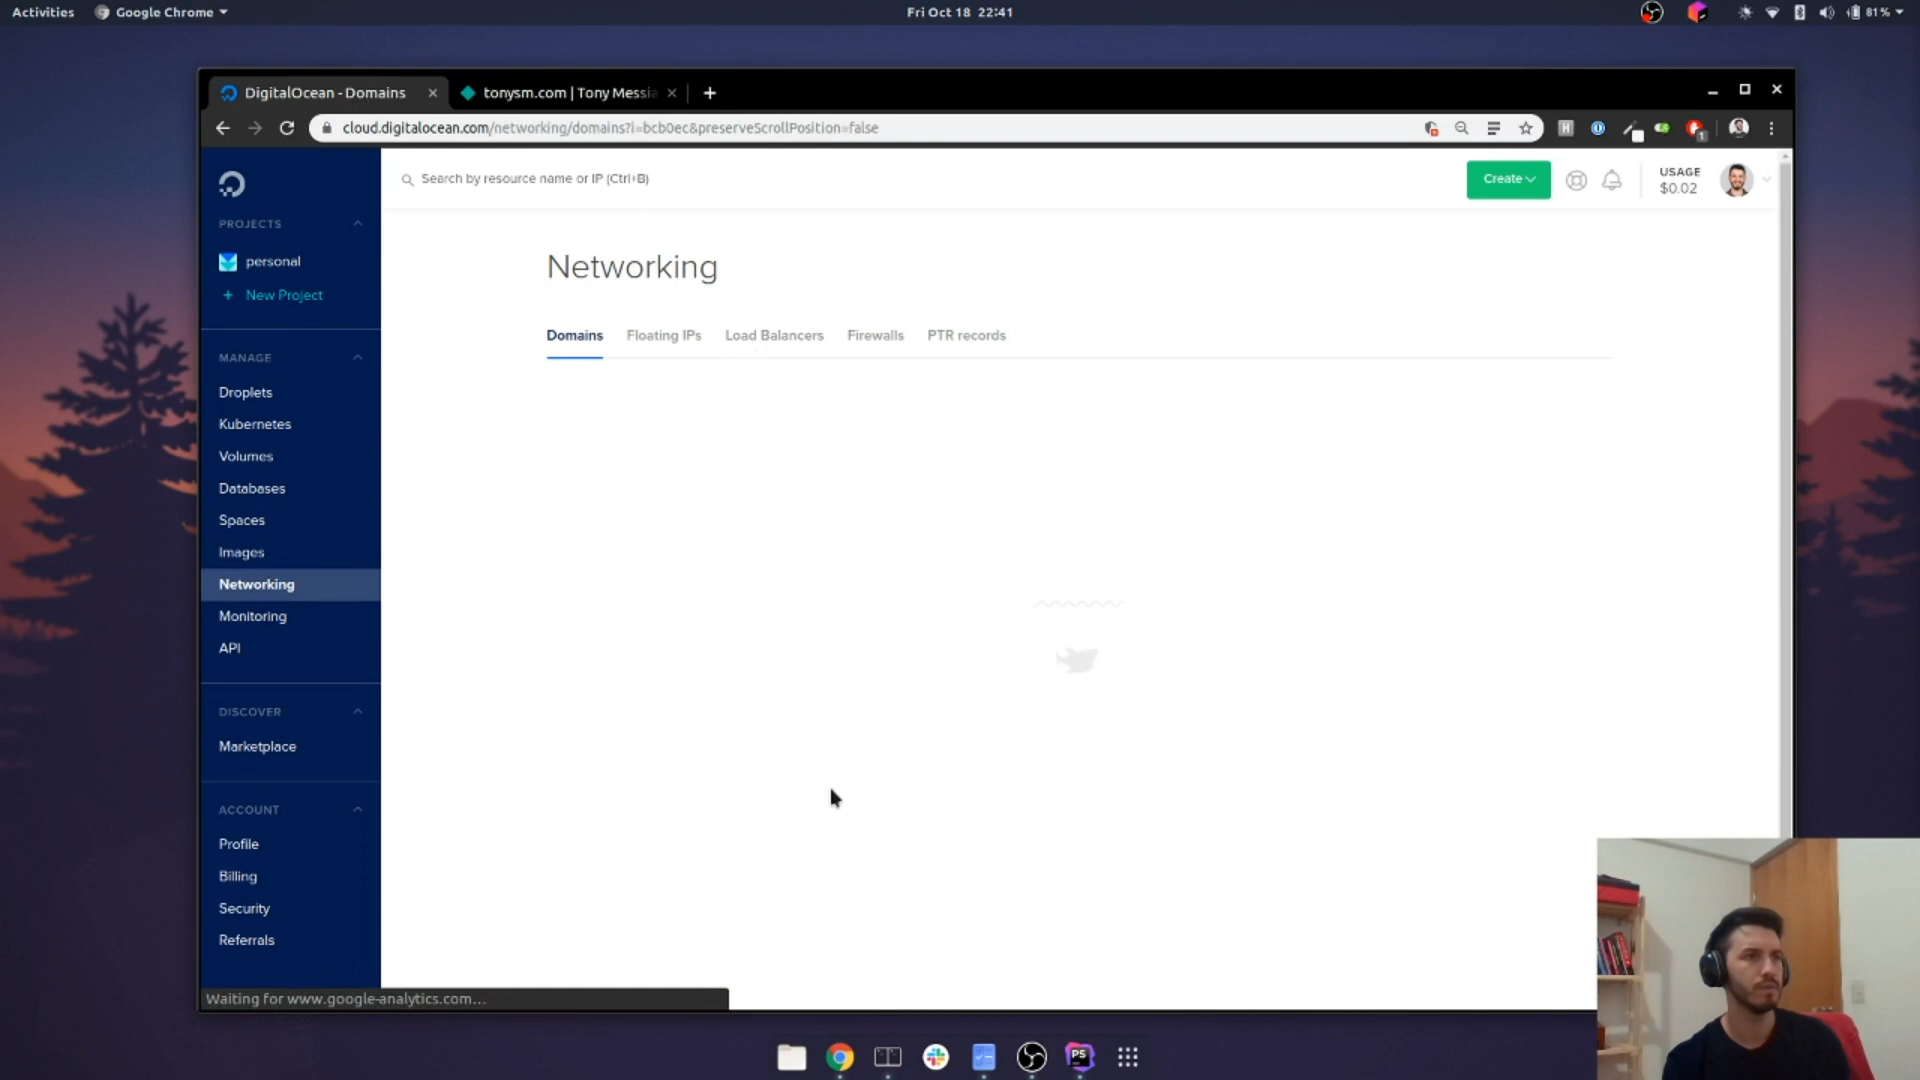 Activities
Google Chrome
Fri Oct 18 22:41
81%
DigitalOcean - Domains
tonysm.com | Tony Messia
cloud.digitalocean.com/networking/domains?i=bcb0ec&preserveScrollPosition=false
1
Search by resource name or IP (Ctrl+B)
Create
USAGE
$0.02
PROJECTS
personal
+ New Project
MANAGE
Droplets
Kubernetes
Volumes
Databases
Spaces
Images
Networking
Monitoring
API
DISCOVER
Marketplace
ACCOUNT
Profile
Billing
Security
Referrals
Networking
Domains
Floating IPs
Load Balancers
Firewalls
PTR records
Waiting for www.google-analytics.com...
PS